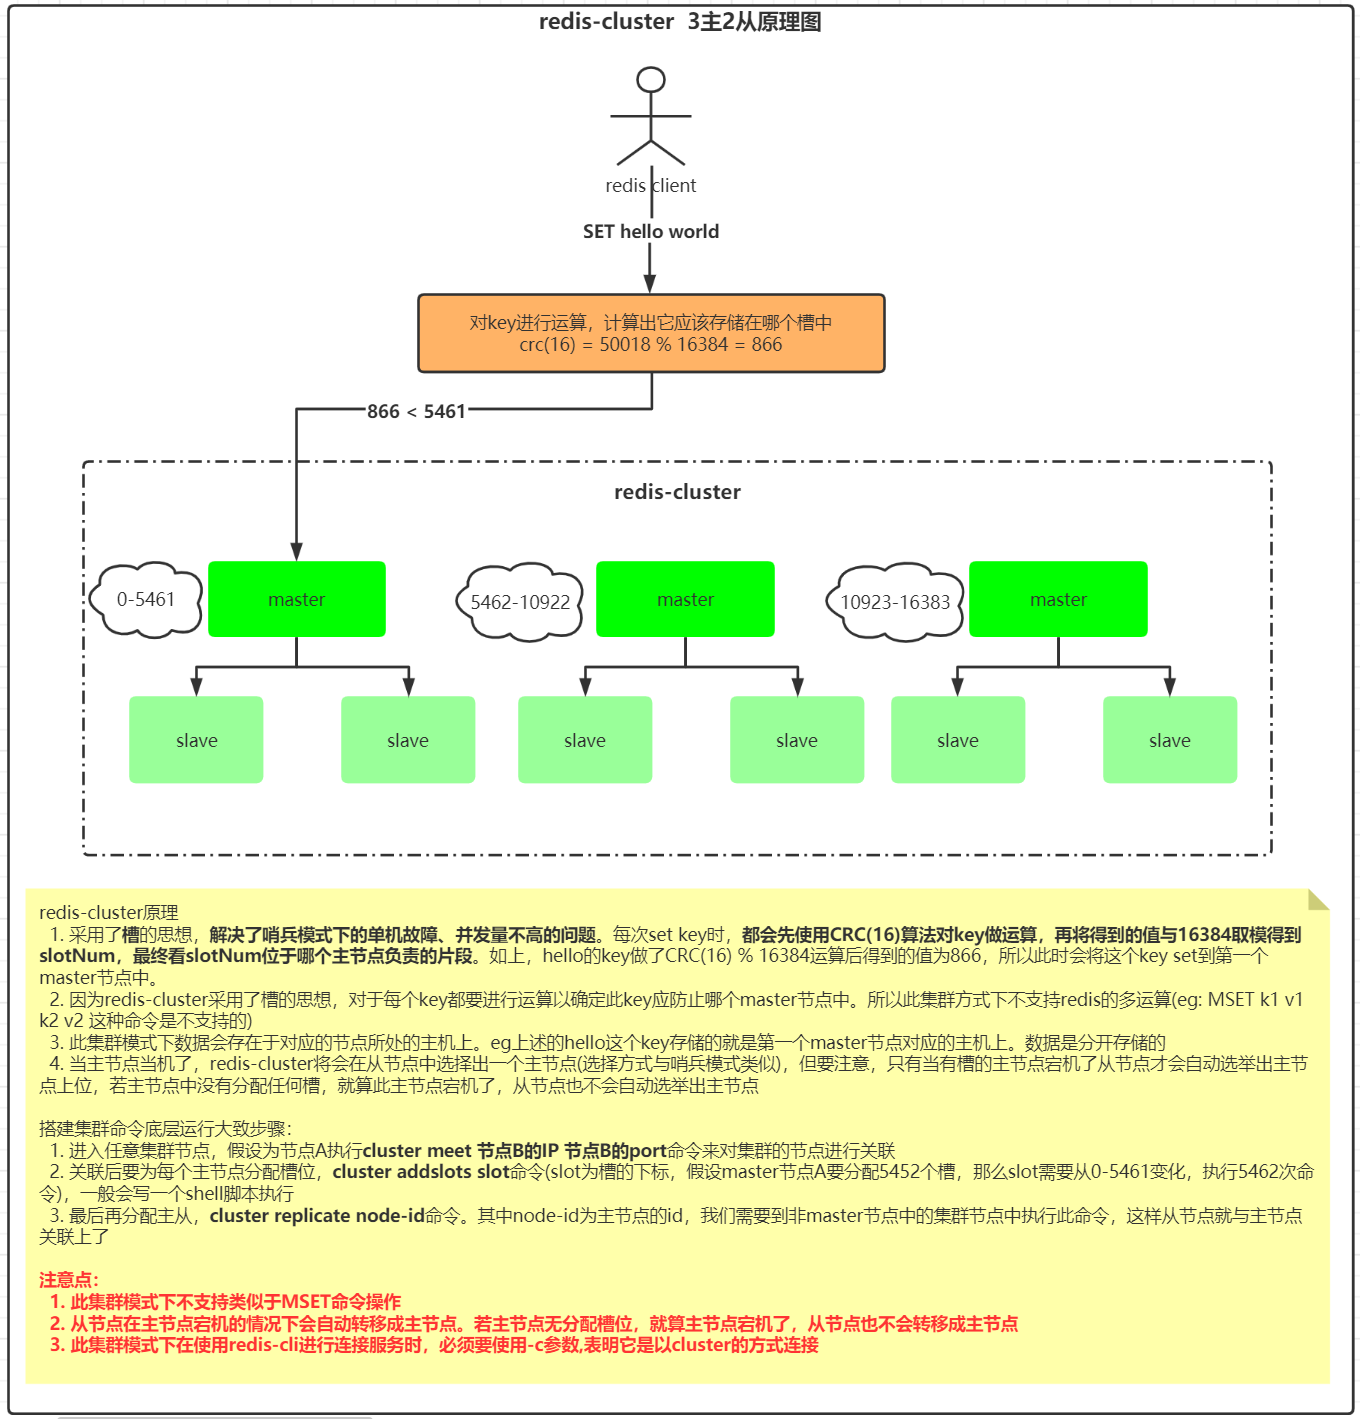 redis-cluster 3主2从原理图
redis client
SET hello world
对key进行运算，计算出它应该存储在哪个槽中
crc(16) = 50018 % 16384 = 866
866 < 5461
redis-cluster
0-5461
master
5462-10922
master
10923-16383
master
slave
slave
slave
slave
slave
slave
redis-cluster原理
1. 采用了槽的思想，解决了哨兵模式下的单机故障、并发量不高的问题。每次set key时，都会先使用CRC(16)算法对key做运算，再将得到的值与16384取模得到
slotNum，最终看slotNum位于哪个主节点负责的片段。如上，hello的key做了CRC(16) % 16384运算后得到的值为866，所以此时会将这个key set到第一个
master节点中。
2. 因为redis-cluster采用了槽的思想，对于每个key都要进行运算以确定此key应防止哪个master节点中。所以此集群方式下不支持redis的多运算(eg: MSET k1 v1
k2 v2 这种命令是不支持的)
3. 此集群模式下数据会存在于对应的节点所处的主机上。eg上述的hello这个key存储的就是第一个master节点对应的主机上。数据是分开存储的
4. 当主节点当机了，redis-cluster将会在从节点中选择出一个主节点(选择方式与哨兵模式类似)，但要注意，只有当有槽的主节点宕机了从节点才会自动选举出主节
点上位，若主节点中没有分配任何槽，就算此主节点宕机了，从节点也不会自动选举出主节点
搭建集群命令底层运行大致步骤：
1. 进入任意集群节点，假设为节点A执行cluster meet 节点B的IP 节点B的port命令来对集群的节点进行关联
2. 关联后要为每个主节点分配槽位，cluster addslots slot命令(slot为槽的下标，假设master节点A要分配5452个槽，那么slot需要从0-5461变化，执行5462次命
令)，一般会写一个shell脚本执行
3. 最后再分配主从，cluster replicate node-id命令。其中node-id为主节点的id，我们需要到非master节点中的集群节点中执行此命令，这样从节点就与主节点
关联上了
注意点：
1. 此集群模式下不支持类似于MSET命令操作
2. 从节点在主节点宕机的情况下会自动转移成主节点。若主节点无分配槽位，就算主节点宕机了，从节点也不会转移成主节点
3. 此集群模式下在使用redis-cli进行连接服务时，必须要使用-c参数,表明它是以cluster的方式连接